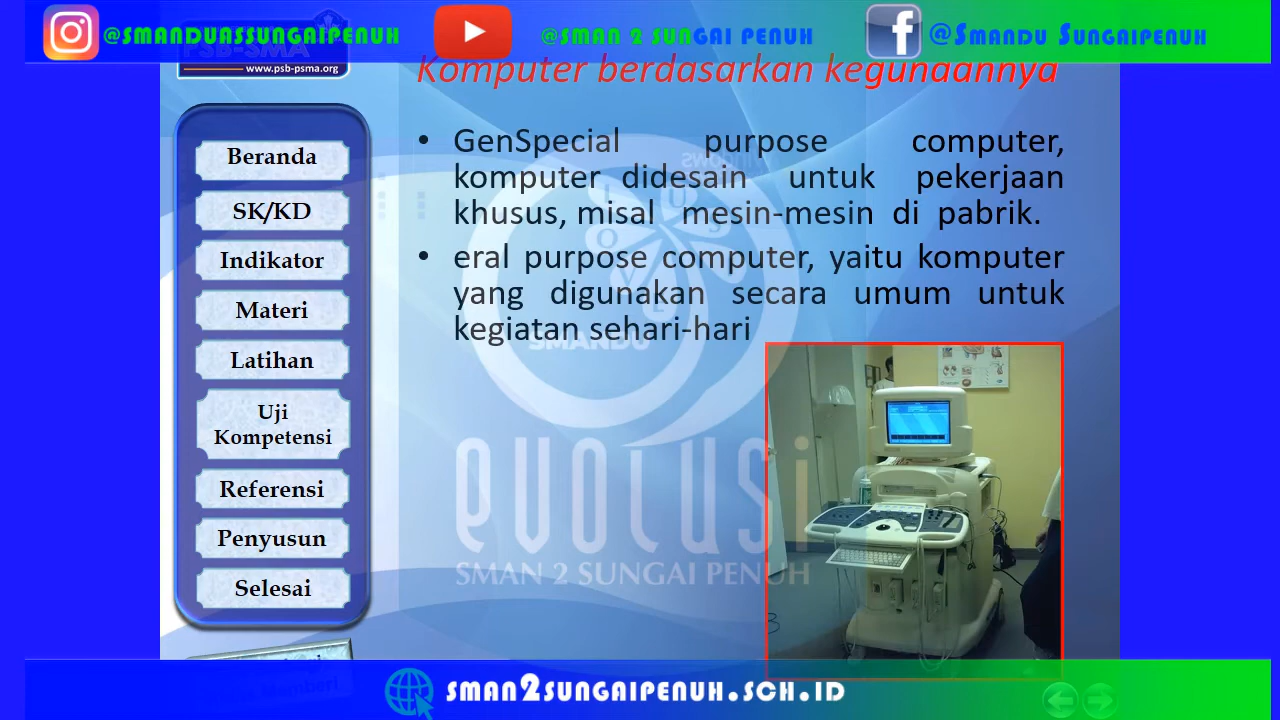 @smanduassungaipenuh
@sman 2 sungai penuh
@Smandu Sungaipenuh
PSB-SMA
www.psb-psma.org
Komputer berdasarkan kegunaannya
Beranda
SK/KD
Indikator
Materi
Latihan
Uji
Kompetensi
Referensi
Penyusun
Selesai
• GenSpecial purpose computer,
komputer didesain untuk pekerjaan
khusus, misal mesin-mesin di pabrik.
• eral purpose computer, yaitu komputer
yang digunakan secara umum untuk
kegiatan sehari-hari
SMANDU
evolusi
SMAN 2 SUNGAI PENUH
sman2sungaipenuh.sch.id